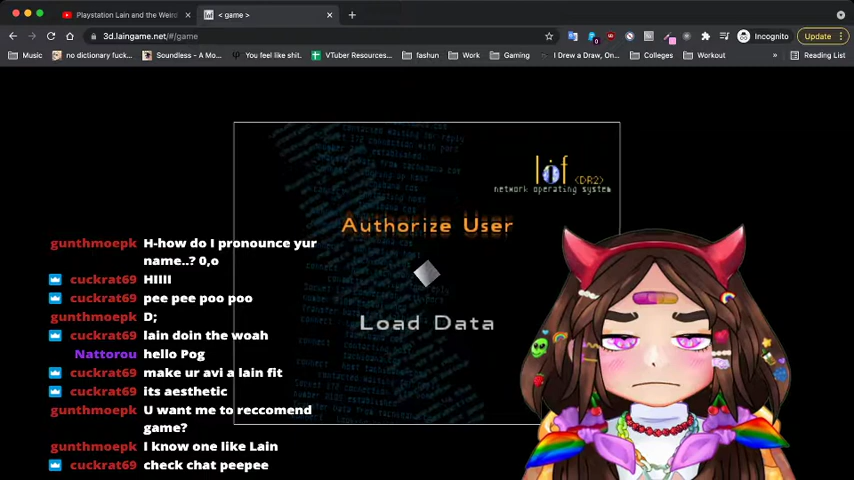 Playstation Lain and the Weird
< game >
3d.laingame.net/#/game
Incognito
Update
Music
no dictionary fuck...
Soundless - A Mo...
You feel like shit.
VTuber Resources...
fashun
Work
Gaming
I Drew a Draw, On...
Colleges
Workout
Reading List
network operating system
<DR2>
Authorize User
Load Data
gunthmoepk H-how do I pronounce yur
name..? 0,o
cuckrat69 HIIII
cuckrat69 pee pee poo poo
gunthmoepk D;
cuckrat69 lain doin the woah
Nattorou hello Pog
cuckrat69 make ur avi a lain fit
cuckrat69 its aesthetic
gunthmoepk U want me to reccomend
game?
gunthmoepk I know one like Lain
cuckrat69 check chat peepee